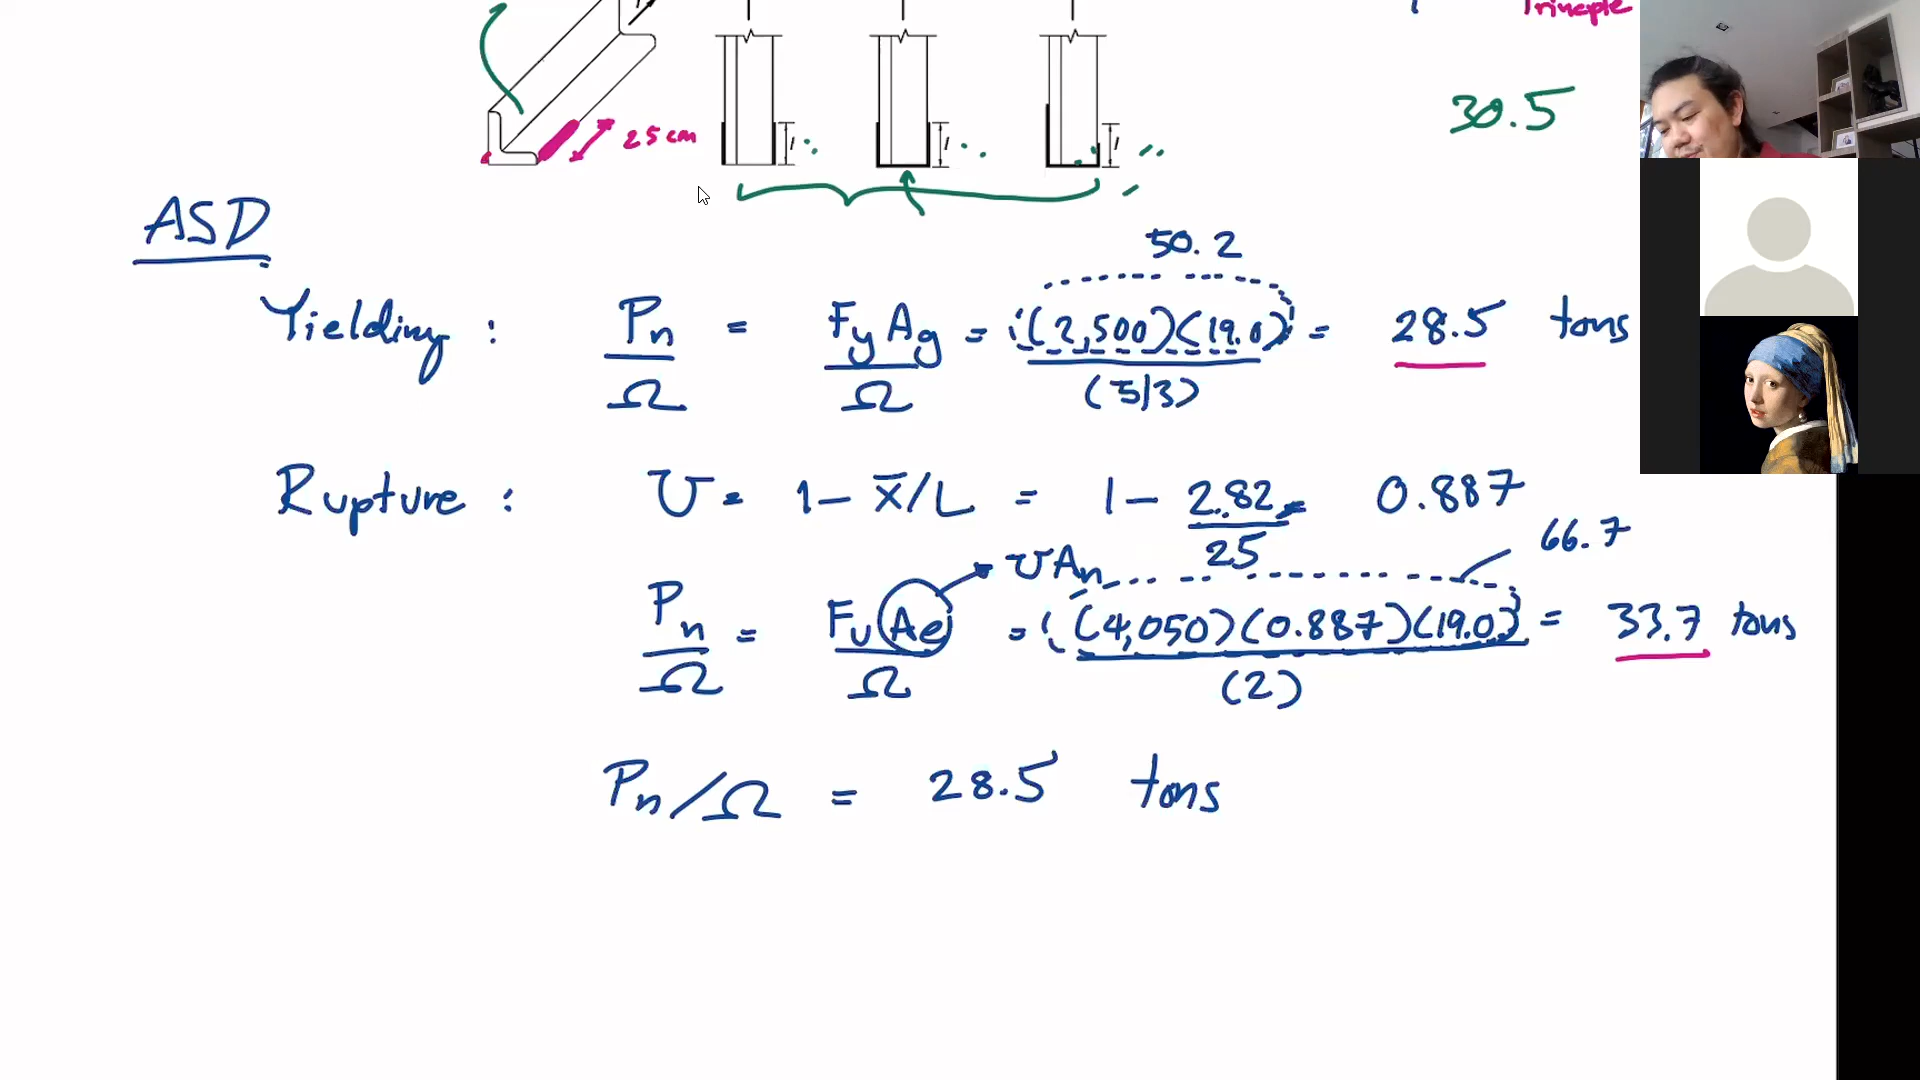 Principle
30.5
25 cm
l
l
l
ASD
50.2
Yielding : Pn/Ω = FyAg/Ω = ((2,500)(19.0))/(5/3) = 28.5 tons
Rupture : U = 1 - x̄/L = 1 - 2.82/25 = 0.887
66.7
UAn
Pn/Ω = FuAe/Ω = ((4,050)(0.887)(19.0))/(2) = 33.7 tons
Pn/Ω = 28.5 tons